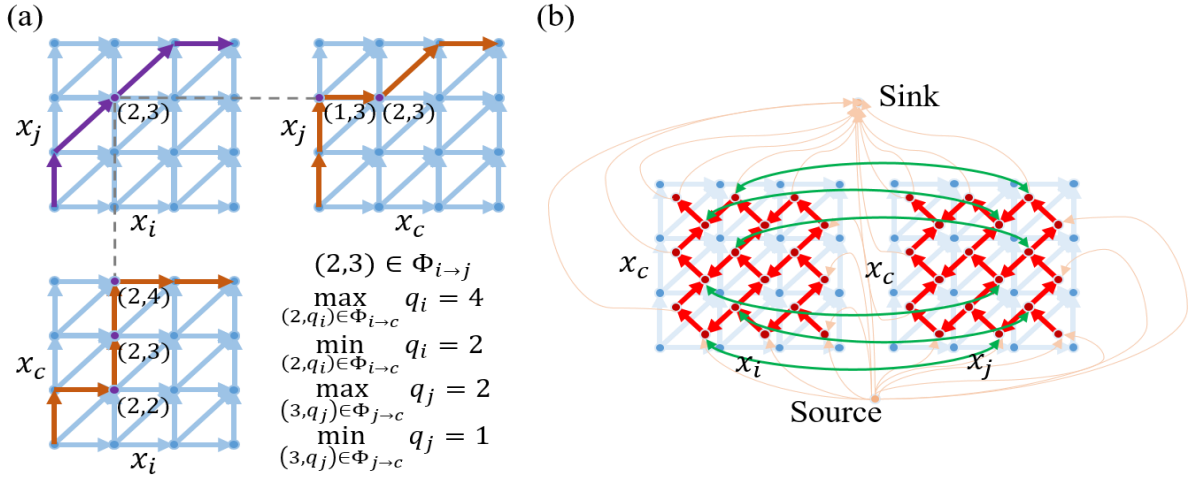 (a)
(b)
x_j
(2,3)
x_i
x_j
(1,3)
(2,3)
x_c
x_c
(2,4)
(2,3)
(2,2)
x_i
(2,3) ∈ Φ_{i→j}
max_{(2,q_i)∈Φ_{i→c}} q_i = 4
min_{(2,q_i)∈Φ_{i→c}} q_i = 2
max_{(3,q_j)∈Φ_{j→c}} q_j = 2
min_{(3,q_j)∈Φ_{j→c}} q_j = 1
Sink
x_c
x_c
x_i
x_j
Source